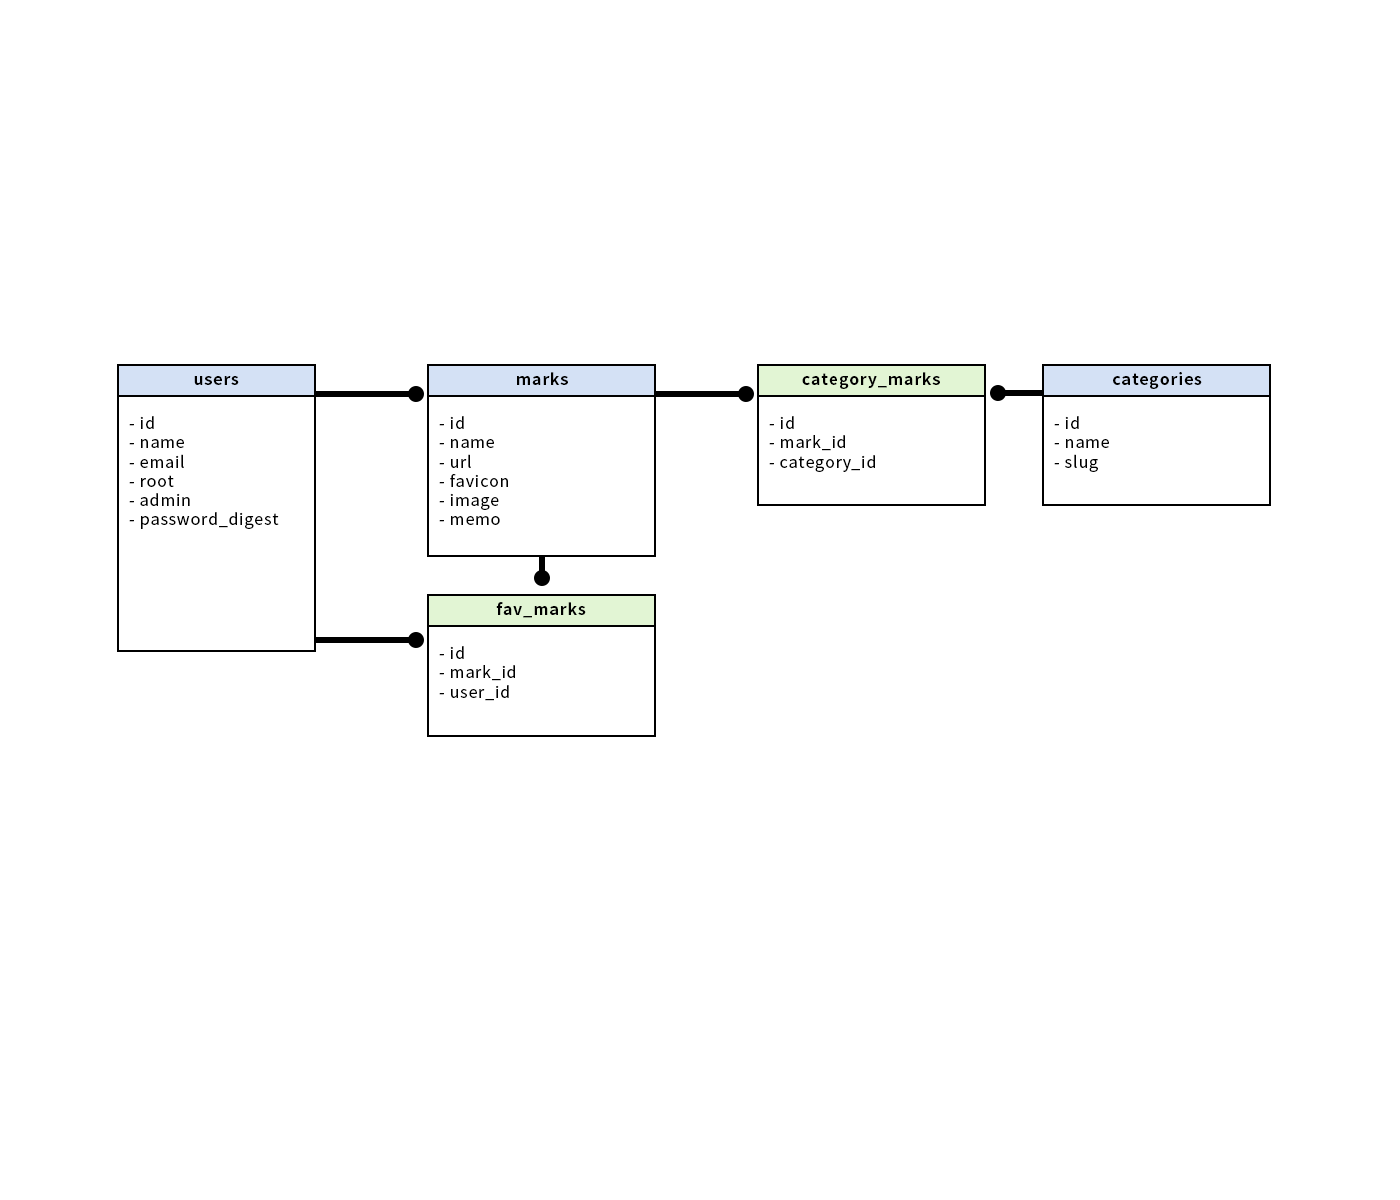 users
- id
- name
- email
- root
- admin
- password_digest
marks
- id
- name
- url
- favicon
- image
- memo
category_marks
- id
- mark_id
- category_id
categories
- id
- name
- slug
fav_marks
- id
- mark_id
- user_id